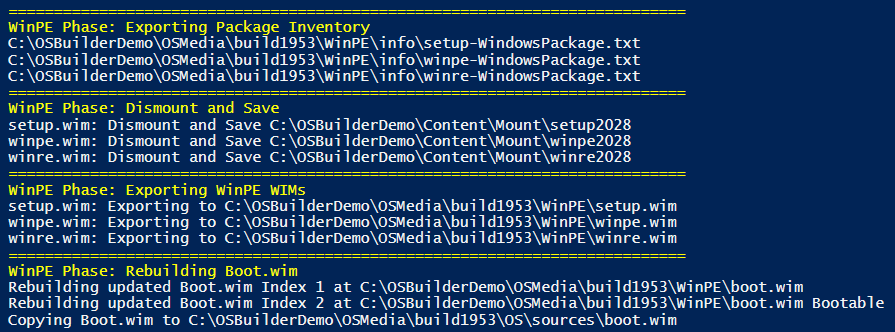 ================================================================================
WinPE Phase: Exporting Package Inventory
C:\OSBuilderDemo\OSMedia\build1953\WinPE\info\setup-WindowsPackage.txt
C:\OSBuilderDemo\OSMedia\build1953\WinPE\info\winpe-WindowsPackage.txt
C:\OSBuilderDemo\OSMedia\build1953\WinPE\info\winre-WindowsPackage.txt
================================================================================
WinPE Phase: Dismount and Save
setup.wim: Dismount and Save C:\OSBuilderDemo\Content\Mount\setup2028
winpe.wim: Dismount and Save C:\OSBuilderDemo\Content\Mount\winpe2028
winre.wim: Dismount and Save C:\OSBuilderDemo\Content\Mount\winre2028
================================================================================
WinPE Phase: Exporting WinPE WIMs
setup.wim: Exporting to C:\OSBuilderDemo\OSMedia\build1953\WinPE\setup.wim
winpe.wim: Exporting to C:\OSBuilderDemo\OSMedia\build1953\WinPE\winpe.wim
winre.wim: Exporting to C:\OSBuilderDemo\OSMedia\build1953\WinPE\winre.wim
================================================================================
WinPE Phase: Rebuilding Boot.wim
Rebuilding updated Boot.wim Index 1 at C:\OSBuilderDemo\OSMedia\build1953\WinPE\boot.wim
Rebuilding updated Boot.wim Index 2 at C:\OSBuilderDemo\OSMedia\build1953\WinPE\boot.wim Bootable
Copying Boot.wim to C:\OSBuilderDemo\OSMedia\build1953\OS\sources\boot.wim